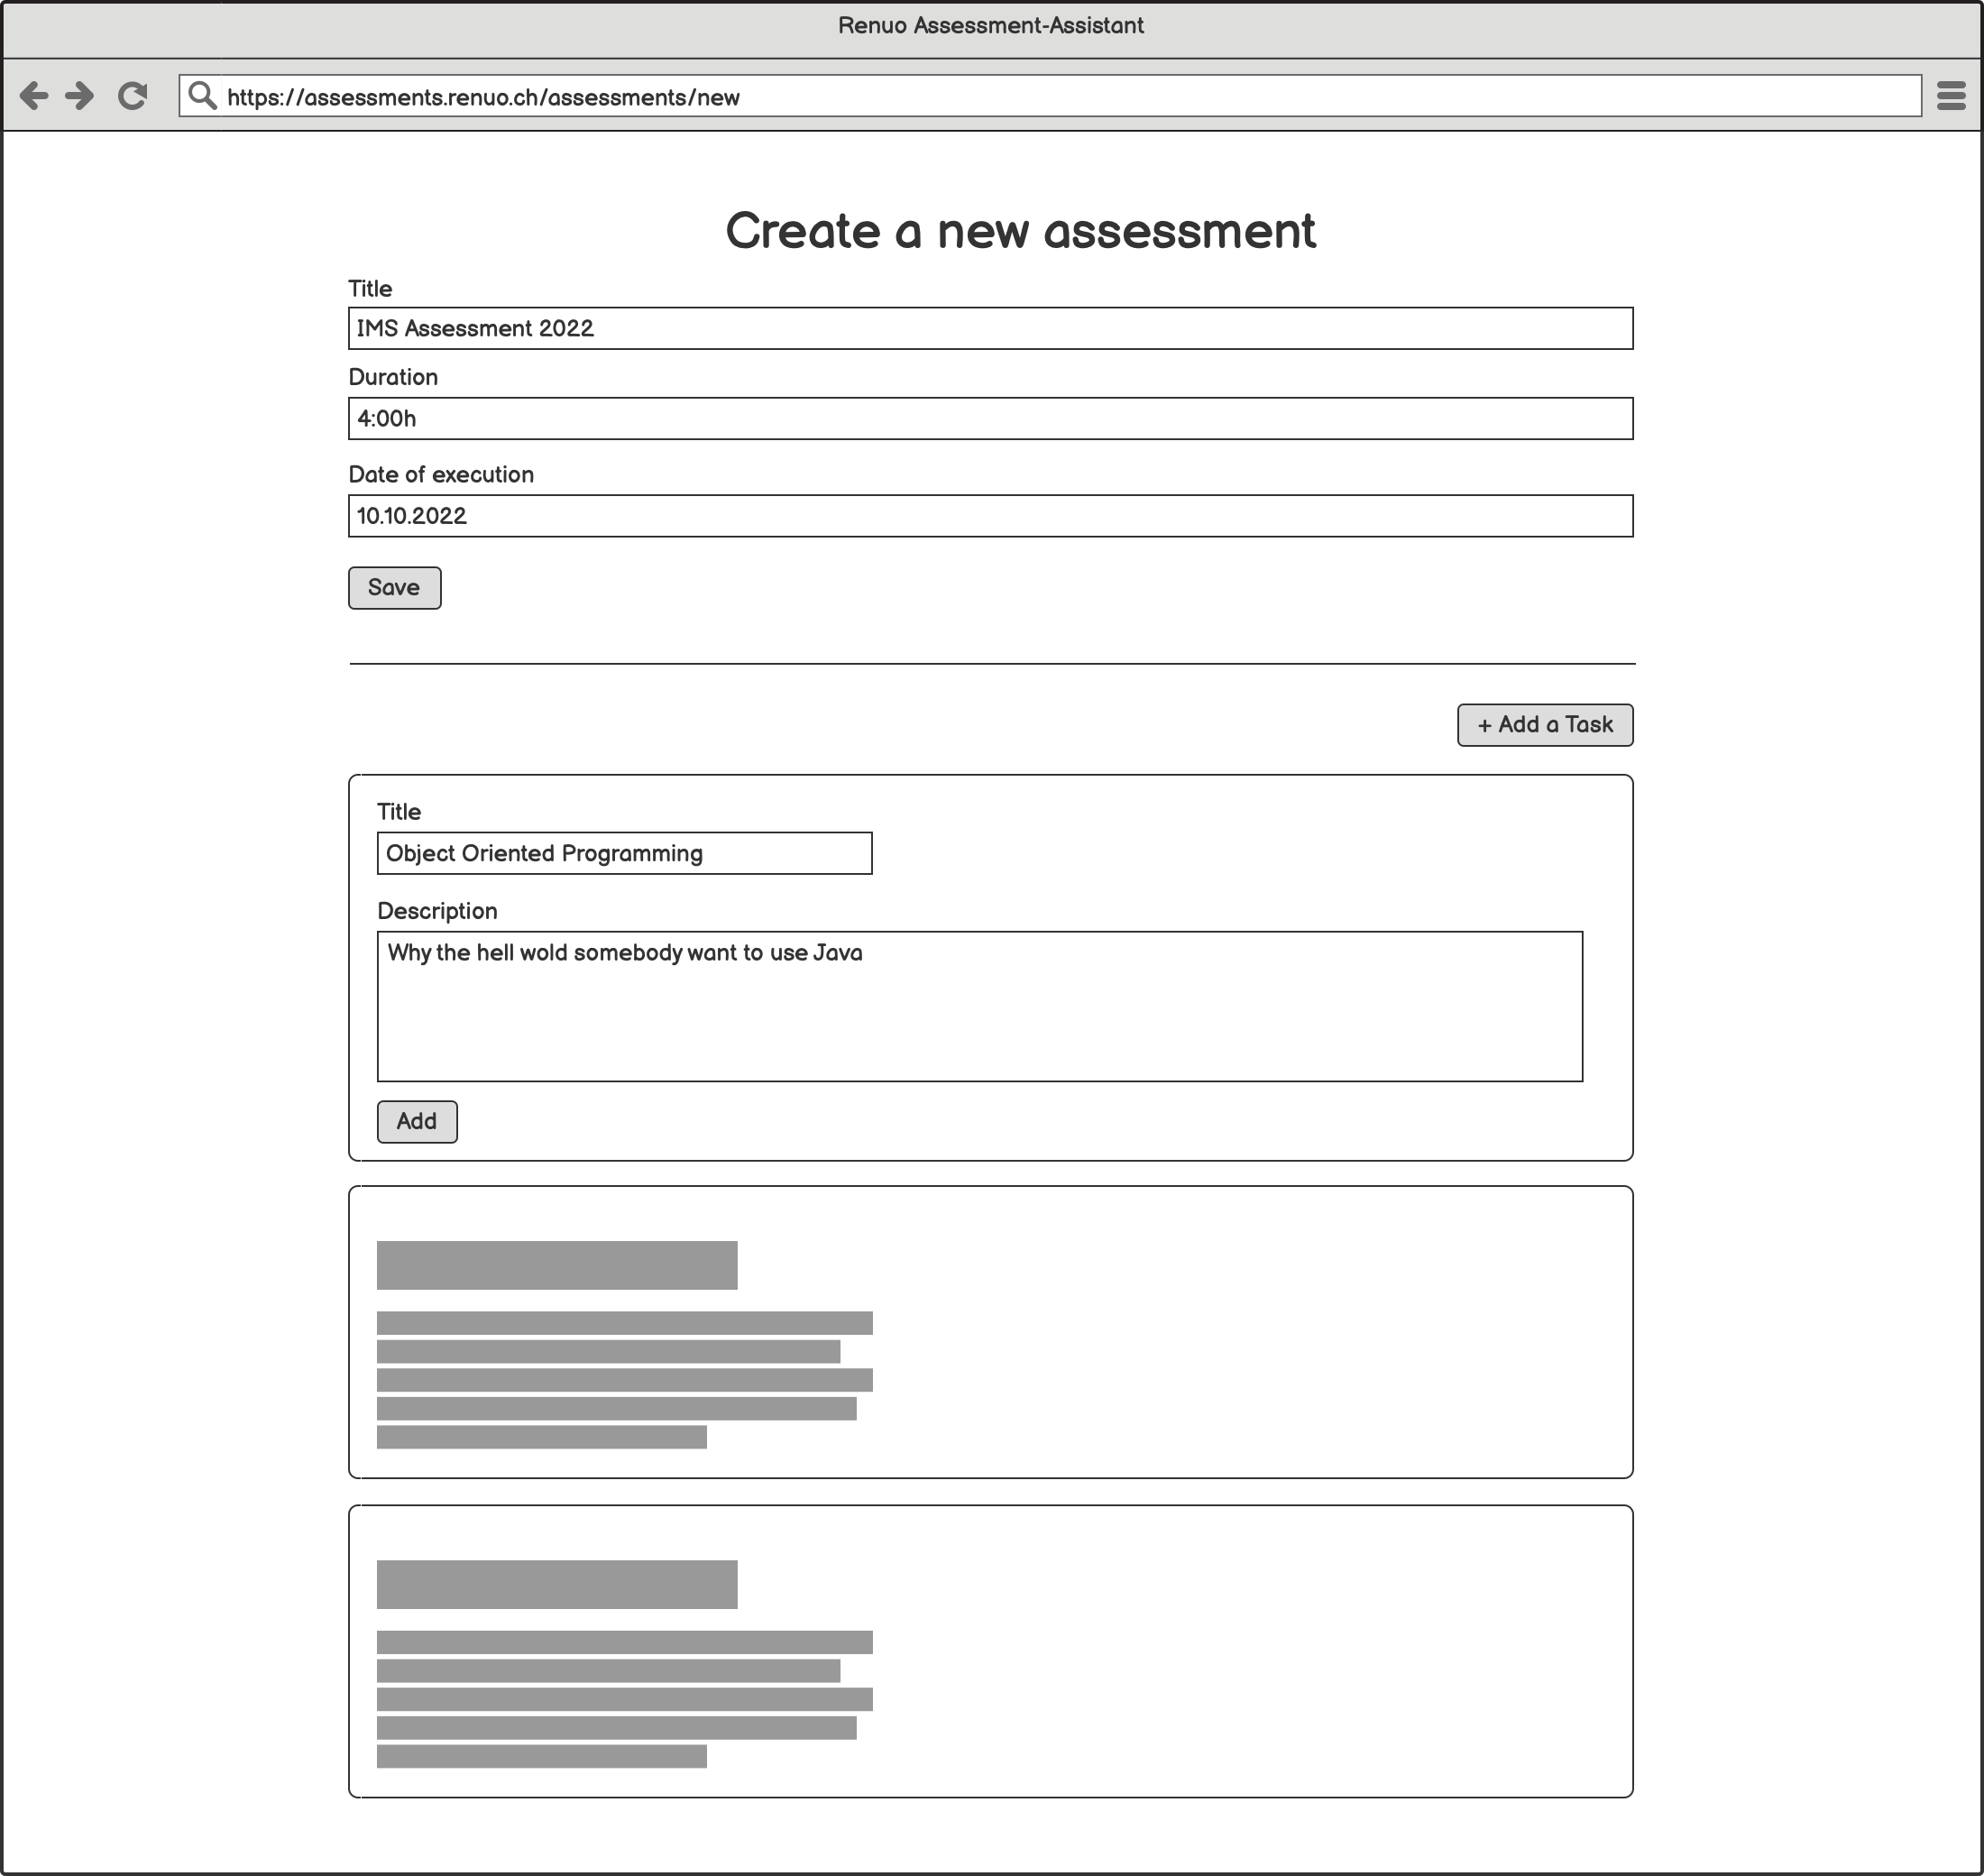 Renuo Assessment-Assistant
https://assessments.renuo.ch/assessments/new
Create a new assessment
Title
IMS Assessment 2022
Duration
4:00h
Date of execution
10.10.2022
Save
+ Add a Task
Title
Object Oriented Programming
Description
Why the hell wold somebody want to use Java
Add